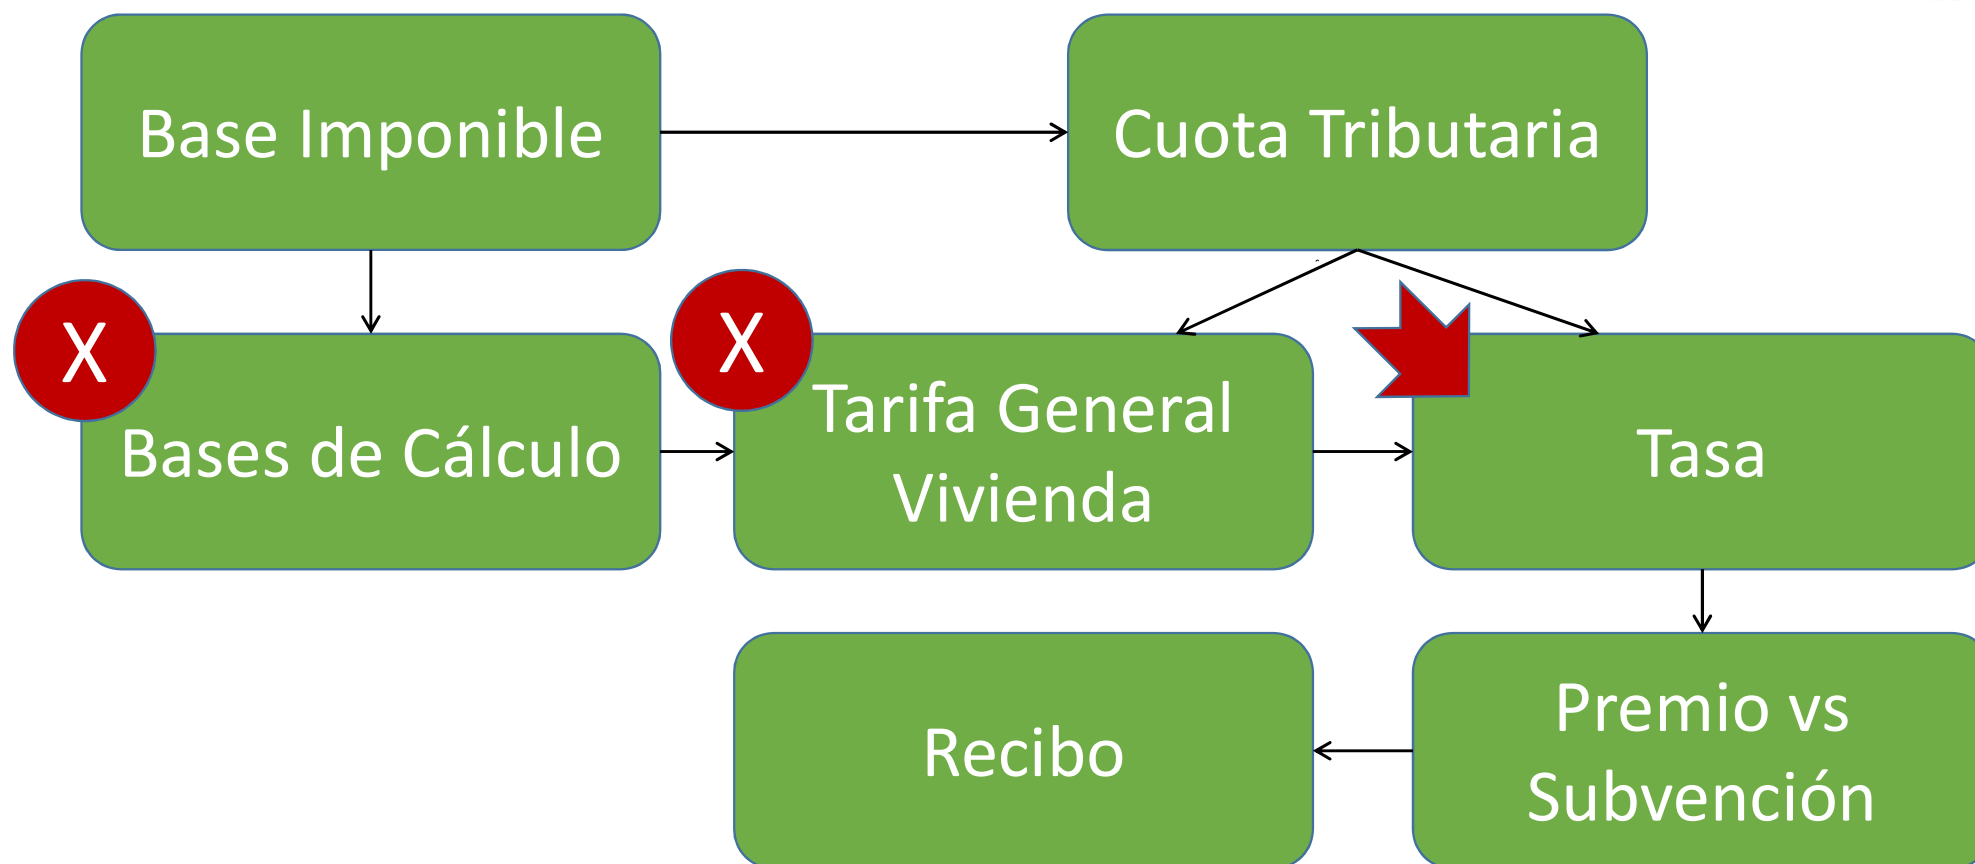 Base Imponible
Cuota Tributaria
X
Bases de Cálculo
X
Tarifa General
Vivienda
Tasa
Recibo
Premio vs
Subvención